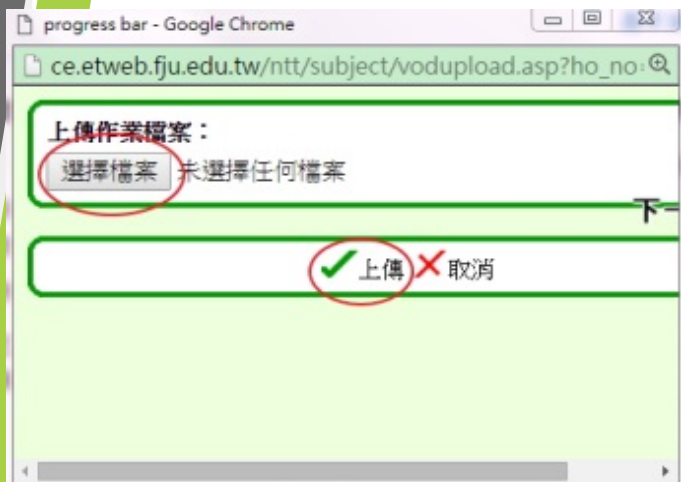 progress bar - Google Chrome
ce.etweb.fju.edu.tw/ntt/subject/vodupload.asp?ho_no
上傳作業檔案：
選擇檔案 未選擇任何檔案
下一
上傳 取消